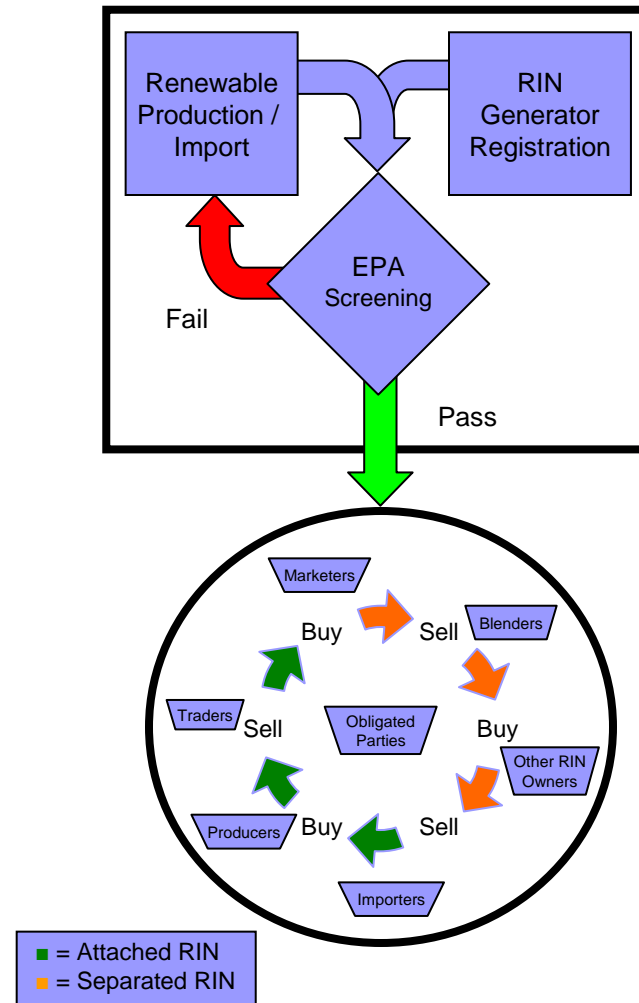 Renewable
Production /
Import
RIN
Generator
Registration
EPA
Screening
Fail
Pass
Marketers
Buy
Sell
Blenders
Traders
Sell
Obligated
Parties
Buy
Other RIN
Owners
Producers
Buy
Sell
Importers
= Attached RIN
= Separated RIN